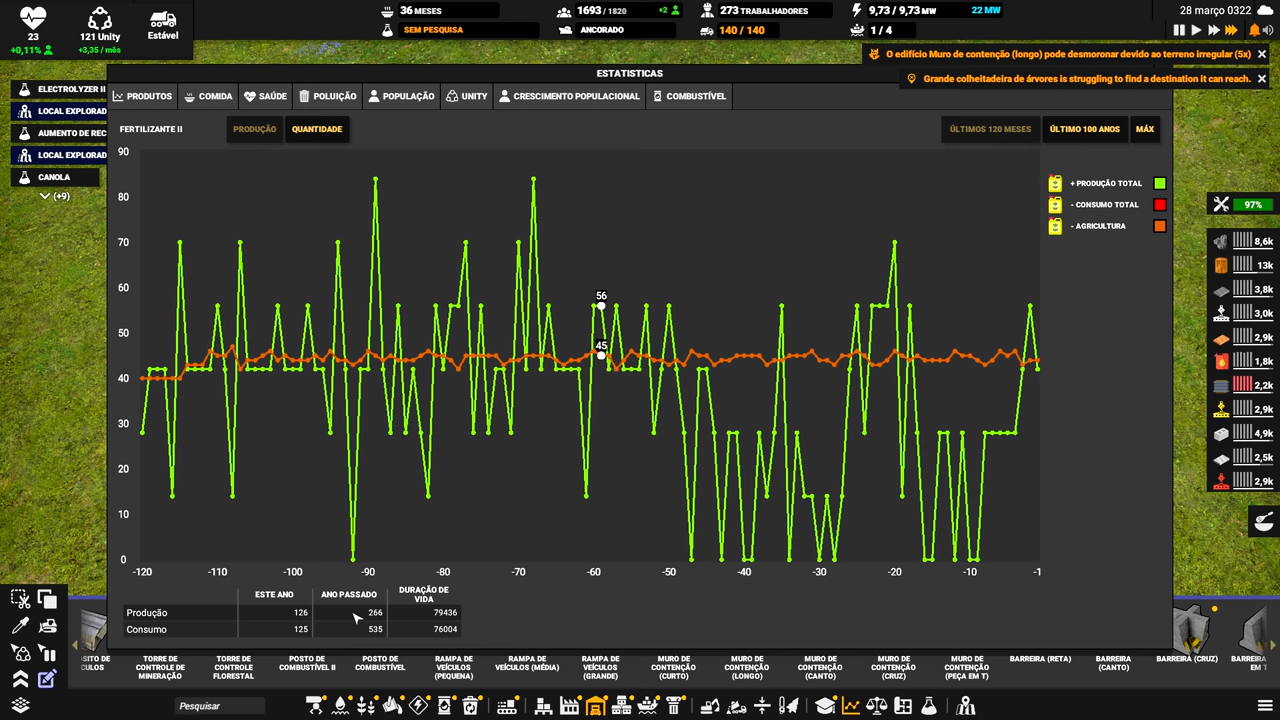 36 MESES
1693 / 1820
+2
273 TRABALHADORES
9,73 / 9,73 MW
22 MW
28 março 0322
23
121 Unity
Estável
+0,11%
+3,35 / mês
SEM PESQUISA
ANCORADO
140 / 140
1 / 4
O edifício Muro de contenção (longo) pode desmoronar devido ao terreno irregular (5x)
Grande colheitadeira de árvores is struggling to find a destination it can reach.
ESTATISTICAS
ELECTROLYZER II
LOCAL EXPLORAD
AUMENTO DE REC
LOCAL EXPLORAD
CANOLA
(+9)
PRODUTOS
COMIDA
SAÚDE
POLUIÇÃO
POPULAÇÃO
UNITY
CRESCIMENTO POPULACIONAL
COMBUSTÍVEL
FERTILIZANTE II
PRODUÇÃO
QUANTIDADE
ÚLTIMOS 120 MESES
ÚLTIMO 100 ANOS
MÁX
90
80
70
60
50
40
30
20
10
0
56
45
-120
-110
-100
-90
-80
-70
-60
-50
-40
-30
-20
-10
-1
+ PRODUÇÃO TOTAL
- CONSUMO TOTAL
- AGRICULTURA
97%
8,6k
13k
3,8k
3,0k
2,9k
1,8k
2,2k
2,9k
4,9k
2,5k
2,9k
ESTE ANO
ANO PASSADO
DURAÇÃO DE VIDA
Produção
126
266
79436
Consumo
125
535
76004
SITO DE
CULOS
TORRE DE
CONTROLE DE
MINERAÇÃO
TORRE DE
CONTROLE
FLORESTAL
POSTO DE
COMBUSTÍVEL II
POSTO DE
COMBUSTÍVEL
RAMPA DE
VEÍCULOS
(PEQUENA)
RAMPA DE
VEÍCULOS (MÉDIA)
RAMPA DE
VEÍCULOS
(GRANDE)
MURO DE
CONTENÇÃO
(CURTO)
MURO DE
CONTENÇÃO
(LONGO)
MURO DE
CONTENÇÃO
(CANTO)
MURO DE
CONTENÇÃO
(CRUZ)
MURO DE
CONTENÇÃO
(PEÇA EM T)
BARREIRA (RETA)
BARREIRA
(CANTO)
BARREIRA (CRUZ)
BARREIRA
EM T
Pesquisar